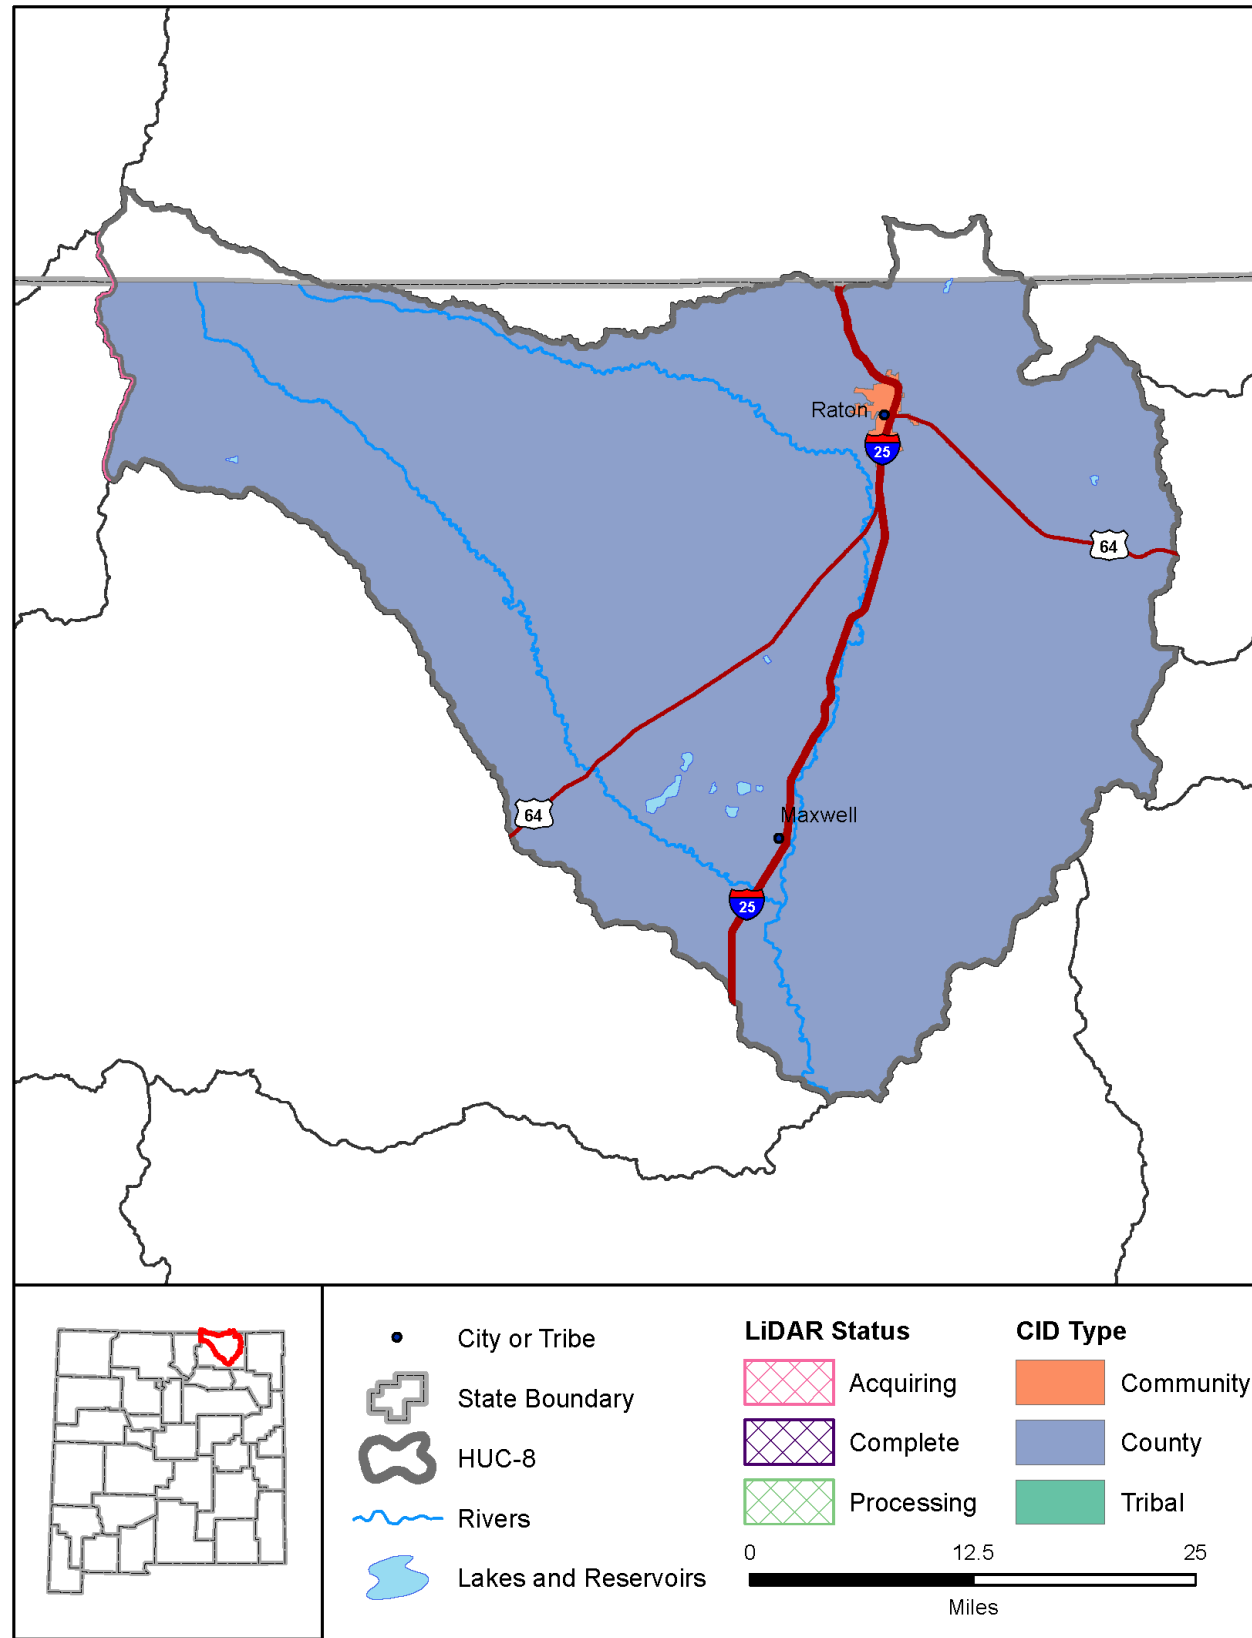 Raton
25
64
64
Maxwell
25
City or Tribe
State Boundary
HUC-8
Rivers
Lakes and Reservoirs
LiDAR Status
Acquiring
Complete
Processing
CID Type
Community
County
Tribal
0 12.5 25
Miles